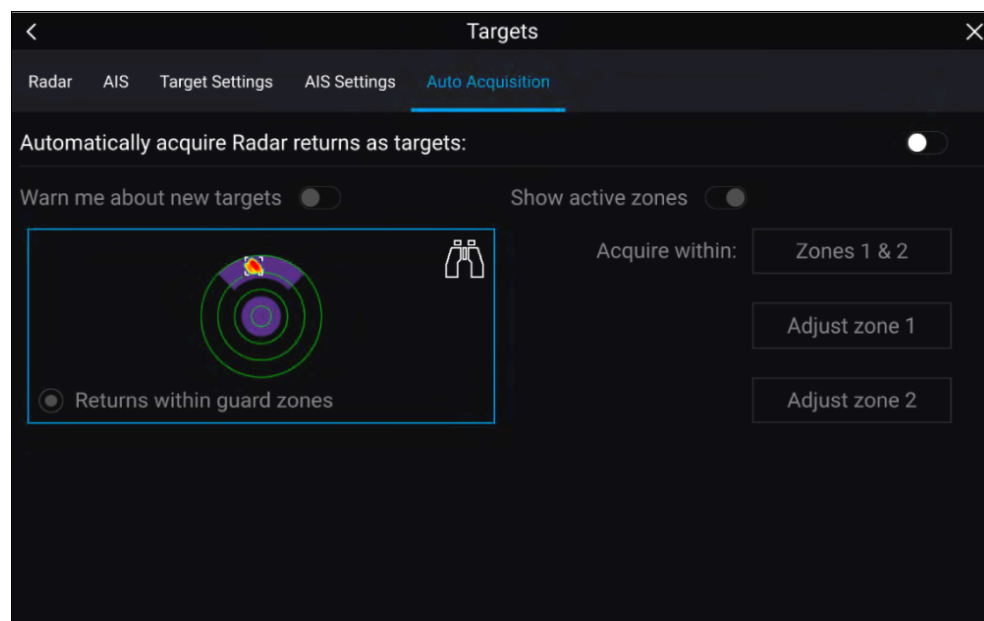 Targets
Radar AIS Target Settings AIS Settings Auto Acquisition
Automatically acquire Radar returns as targets:
Warn me about new targets Show active zones
Acquire within: Zones 1 & 2
Adjust zone 1
Returns within guard zones Adjust zone 2